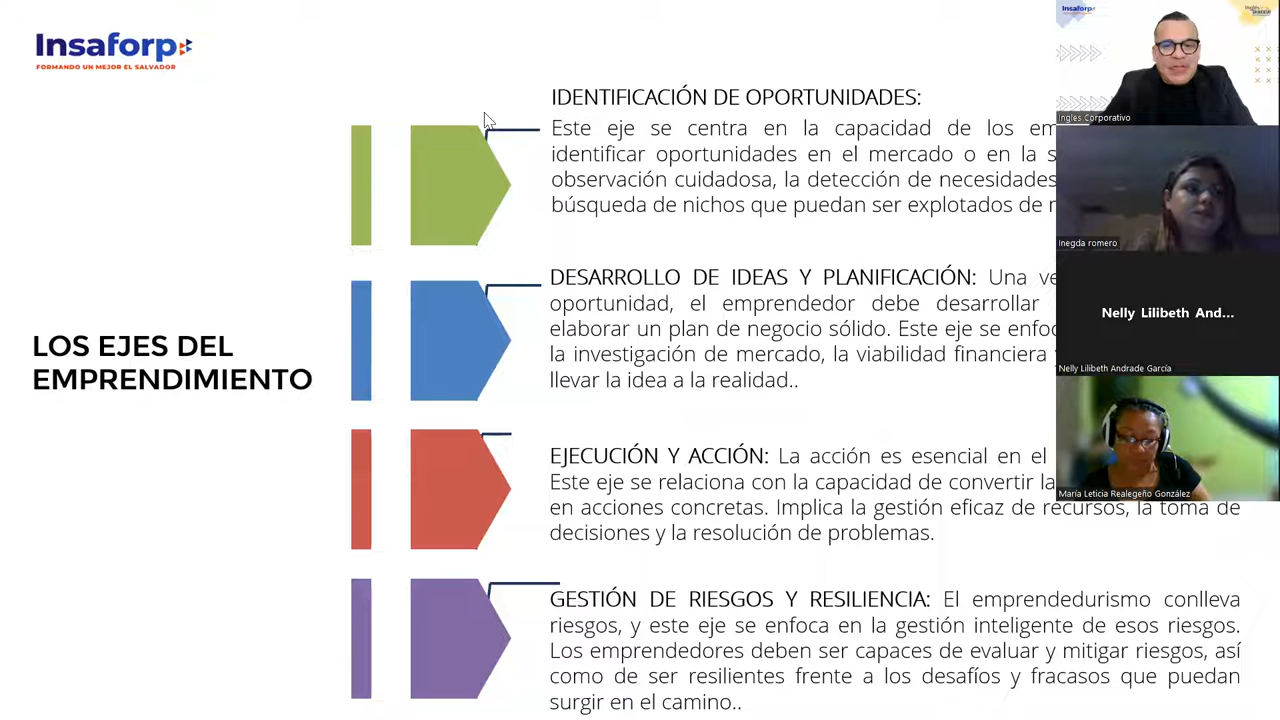 Insaforp
FORMANDO UN MEJOR EL SALVADOR
LOS EJES DEL
EMPRENDIMIENTO
IDENTIFICACIÓN DE OPORTUNIDADES:
Este eje se centra en la capacidad de los em
identificar oportunidades en el mercado o en la s
observación cuidadosa, la detección de necesidades
búsqueda de nichos que puedan ser explotados de
DESARROLLO DE IDEAS Y PLANIFICACIÓN: Una ve
oportunidad, el emprendedor debe desarrollar
elaborar un plan de negocio sólido. Este eje se enfoc
la investigación de mercado, la viabilidad financiera
llevar la idea a la realidad..
EJECUCIÓN Y ACCIÓN: La acción es esencial en el
Este eje se relaciona con la capacidad de convertir la
en acciones concretas. Implica la gestión eficaz de recursos, la toma de
decisiones y la resolución de problemas.
GESTIÓN DE RIESGOS Y RESILIENCIA: El emprendedurismo conlleva
riesgos, y este eje se enfoca en la gestión inteligente de esos riesgos.
Los emprendedores deben ser capaces de evaluar y mitigar riesgos, así
como de ser resilientes frente a los desafíos y fracasos que puedan
surgir en el camino..
Insaforp
Ingles Corporativo
Inegda romero
Nelly Lilibeth And...
Nelly Lilibeth Andrade García
María Leticia Realegeño González